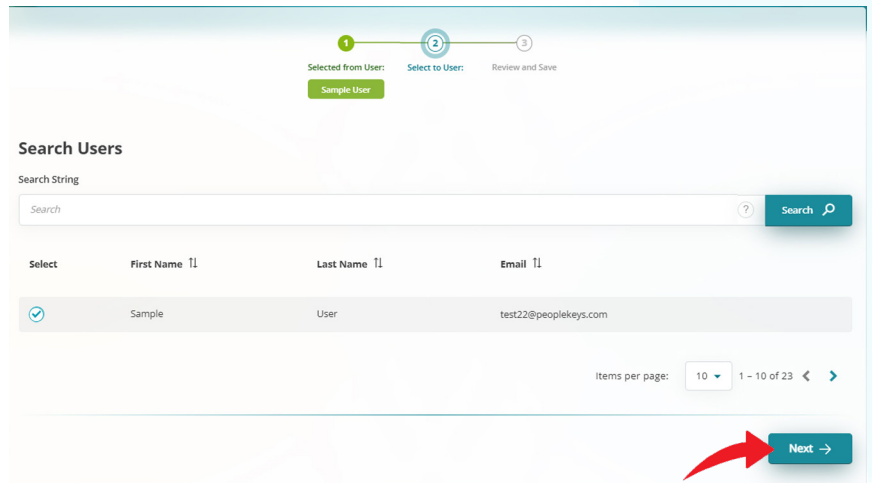 1 2 3
Selected from User: Select to User: Review and Save
Sample User
Search Users
Search String
Search ? Search
Select First Name Last Name Email
Sample User test22@peoplekeys.com
Items per page: 10 1 – 10 of 23
Next